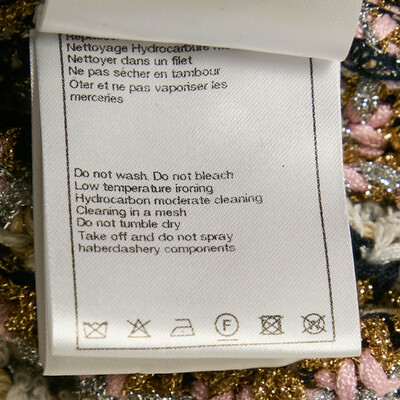 Nettoyage Hydrocarbure
Nettoyer dans un filet
Ne pas sécher en tambour
Oter et ne pas vaporiser les
merceries
Do not wash. Do not bleach
Low temperature ironing
Hydrocarbon moderate cleaning
Cleaning in a mesh
Do not tumble dry
Take off and do not spray
haberdashery components
F